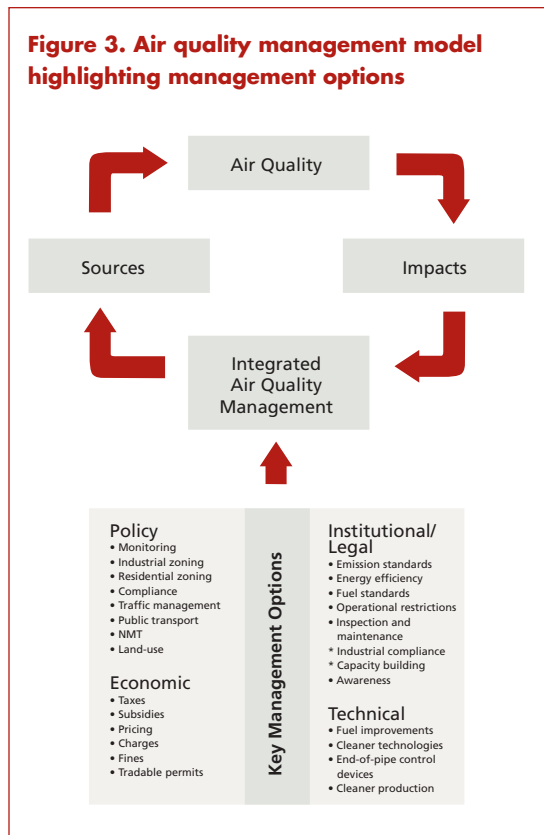 Figure 3. Air quality management model
highlighting management options
Air Quality
Sources
Impacts
Integrated
Air Quality
Management
Policy
• Monitoring
• Industrial zoning
• Residential zoning
• Compliance
• Traffic management
• Public transport
• NMT
• Land-use
Economic
• Taxes
• Subsidies
• Pricing
• Charges
• Fines
• Tradable permits
Key Management Options
Institutional/
Legal
• Emission standards
• Energy efficiency
• Fuel standards
• Operational restrictions
• Inspection and
maintenance
* Industrial compliance
* Capacity building
• Awareness
Technical
• Fuel improvements
• Cleaner technologies
• End-of-pipe control
devices
• Cleaner production